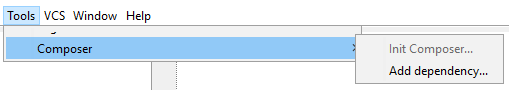 Tools VCS Window Help
Composer
Init Composer...
Add dependency...